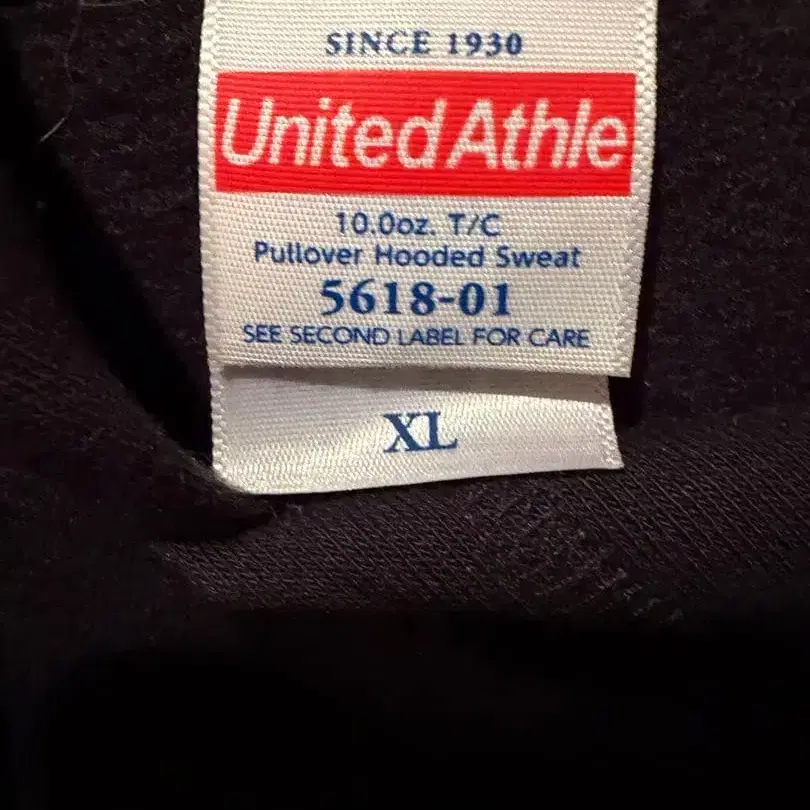 SINCE 1930
United Athle
10.0oz. T/C
Pullover Hooded Sweat
5618-01
SEE SECOND LABEL FOR CARE
XL